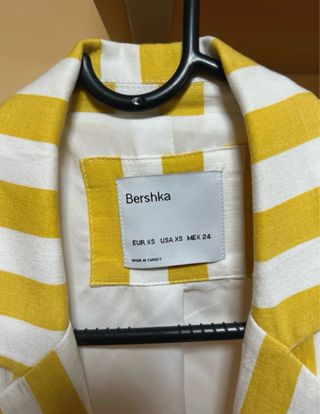 Bershka
EUR XS USA XS MEX 24
MADE IN TURKEY